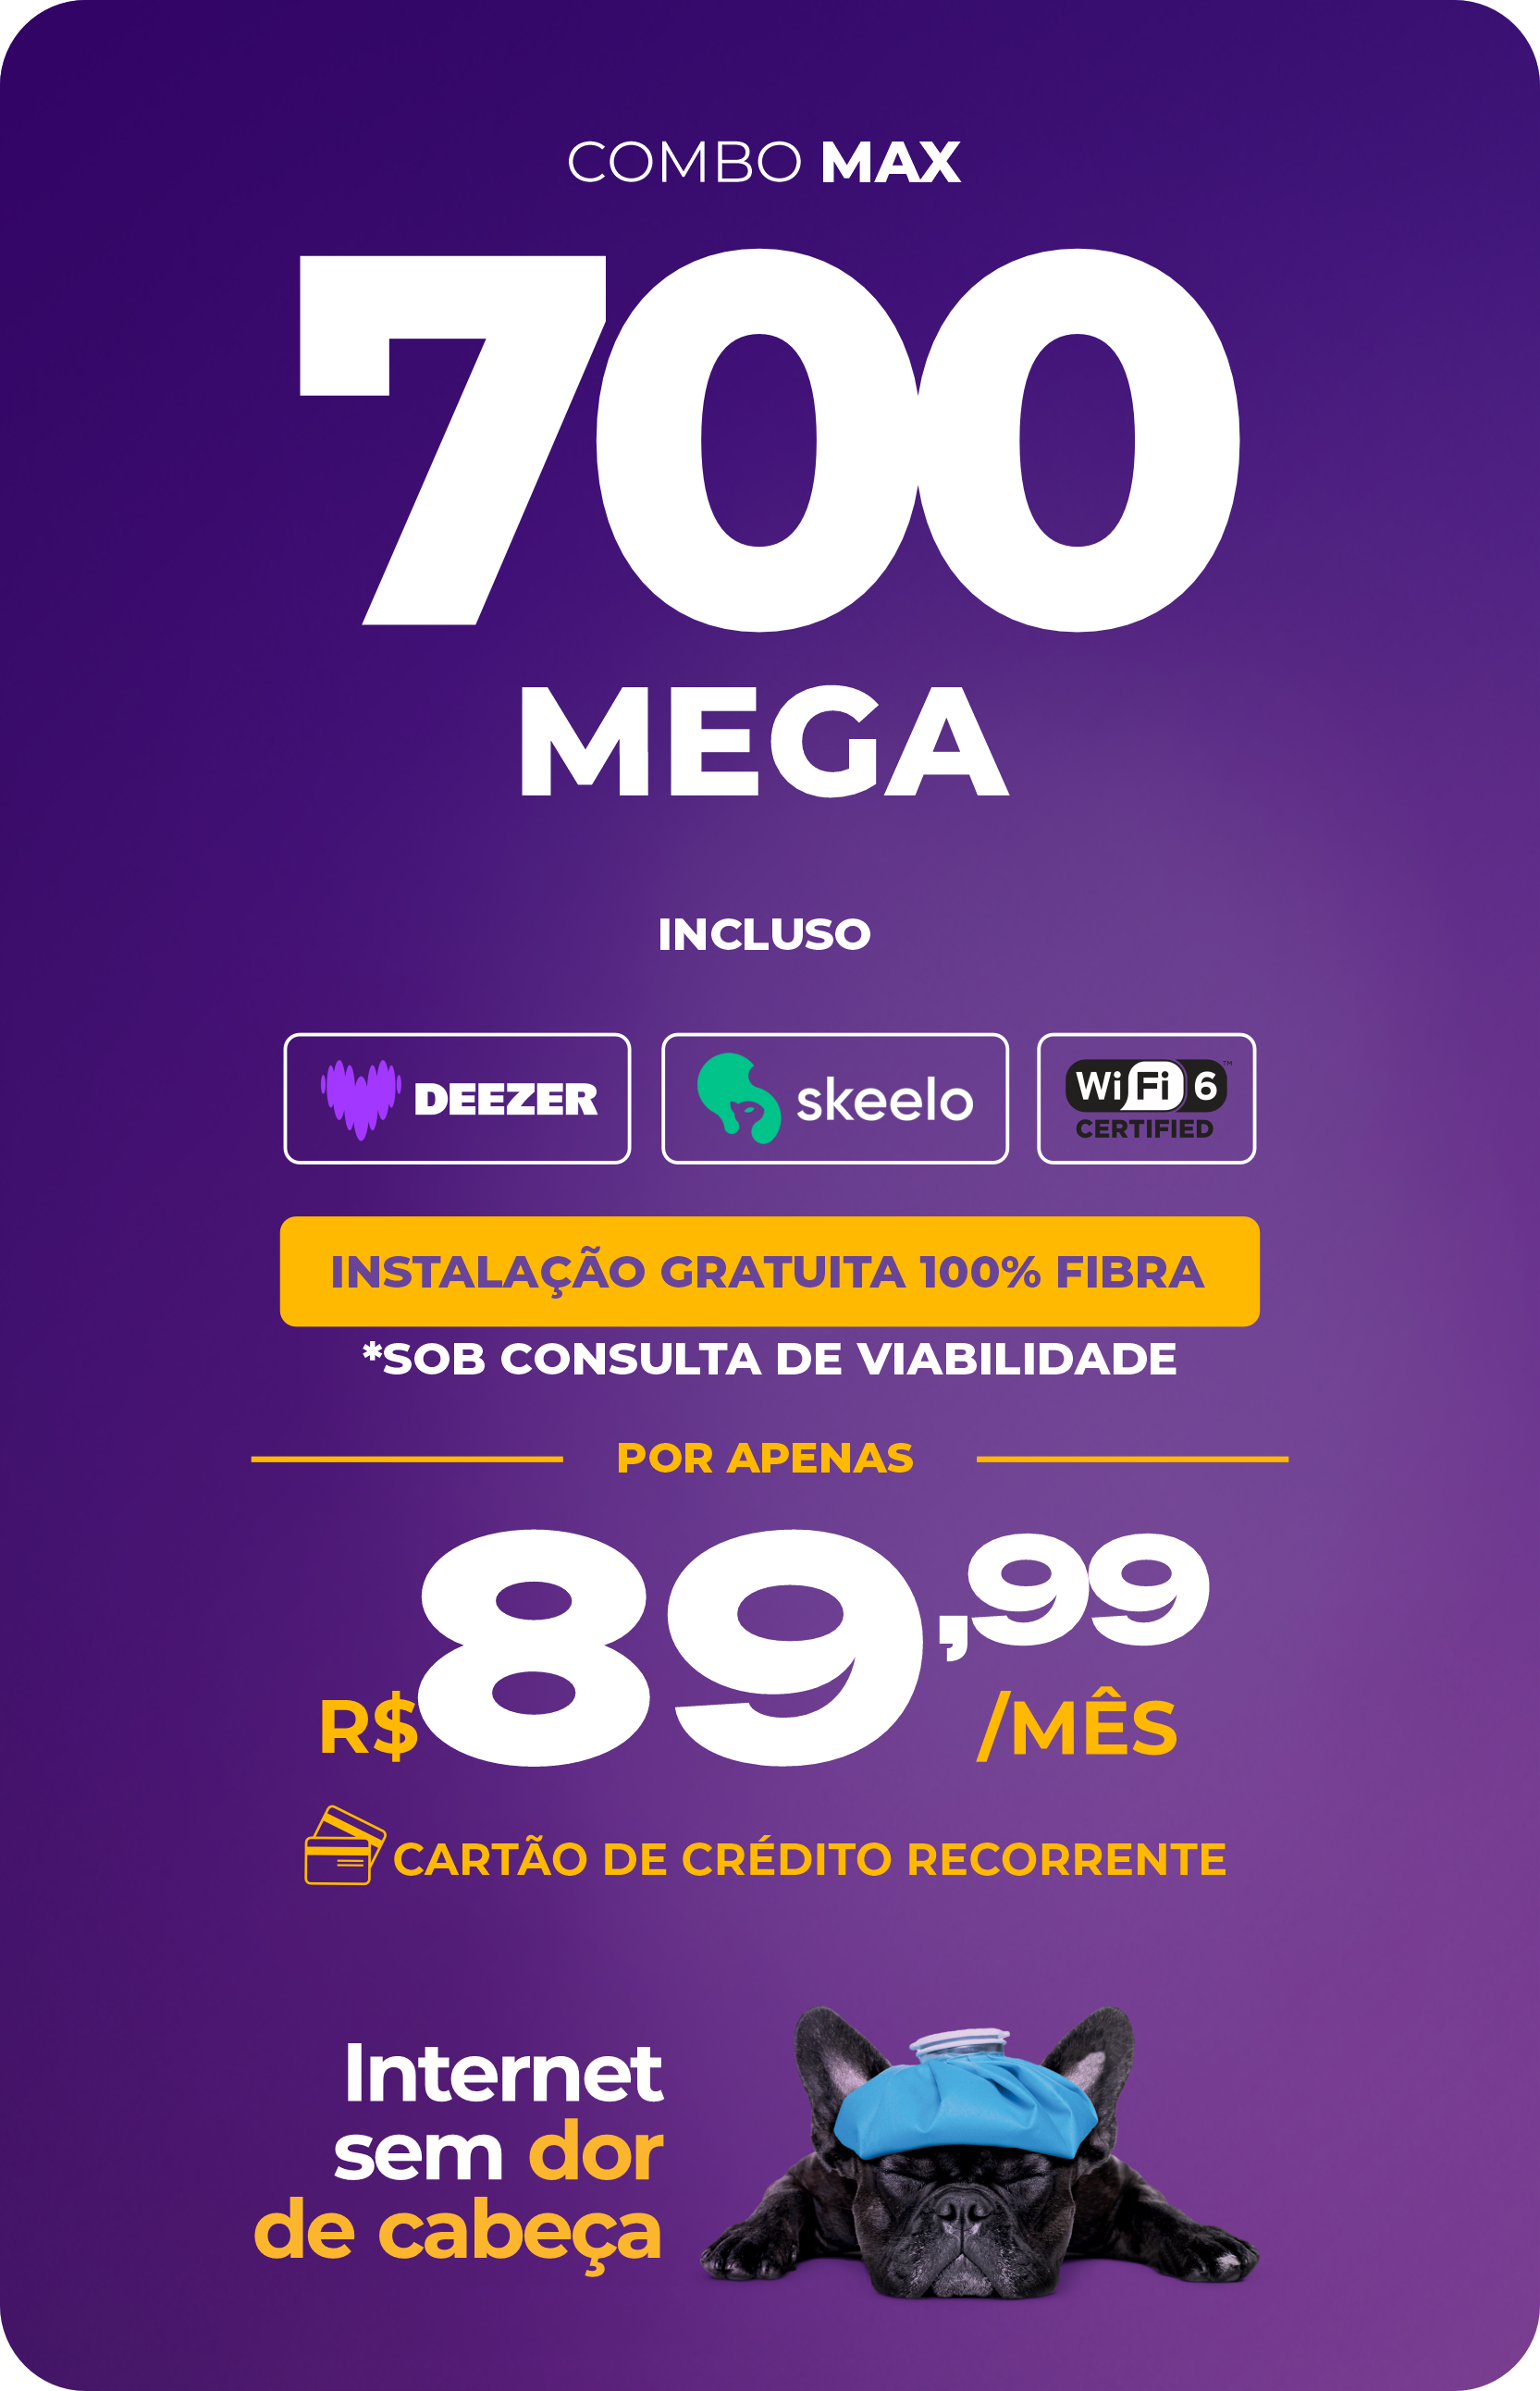 COMBO MAX
700
MEGA
INCLUSO
DEEZER
skeelo
Wi Fi 6 ™
CERTIFIED
INSTALAÇÃO GRATUITA 100% FIBRA
*SOB CONSULTA DE VIABILIDADE
POR APENAS
R$89,99
/MÊS
CARTÃO DE CRÉDITO RECORRENTE
Internet
sem dor
de cabeça